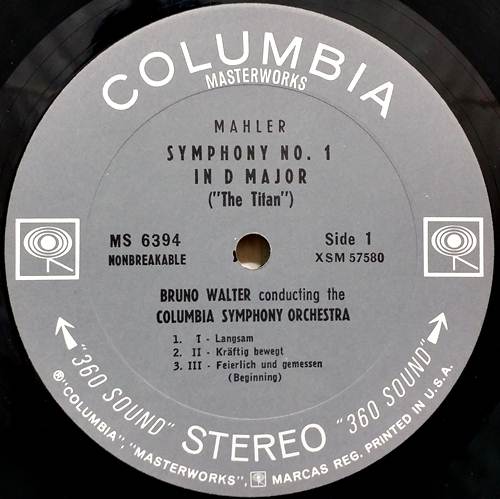 COLUMBIA
MASTERWORKS
MAHLER
SYMPHONY NO. 1
IN D MAJOR
("The Titan")
MS 6394
NONBREAKABLE
Side 1
XSM 57580
BRUNO WALTER conducting the
COLUMBIA SYMPHONY ORCHESTRA
1. I - Langsam
2. II - Kräftig bewegt
3. III - Feierlich und gemessen
(Beginning)
"360 SOUND" STEREO "360 SOUND"
® "COLUMBIA", "MASTERWORKS", MARCAS REG. PRINTED IN U.S.A.